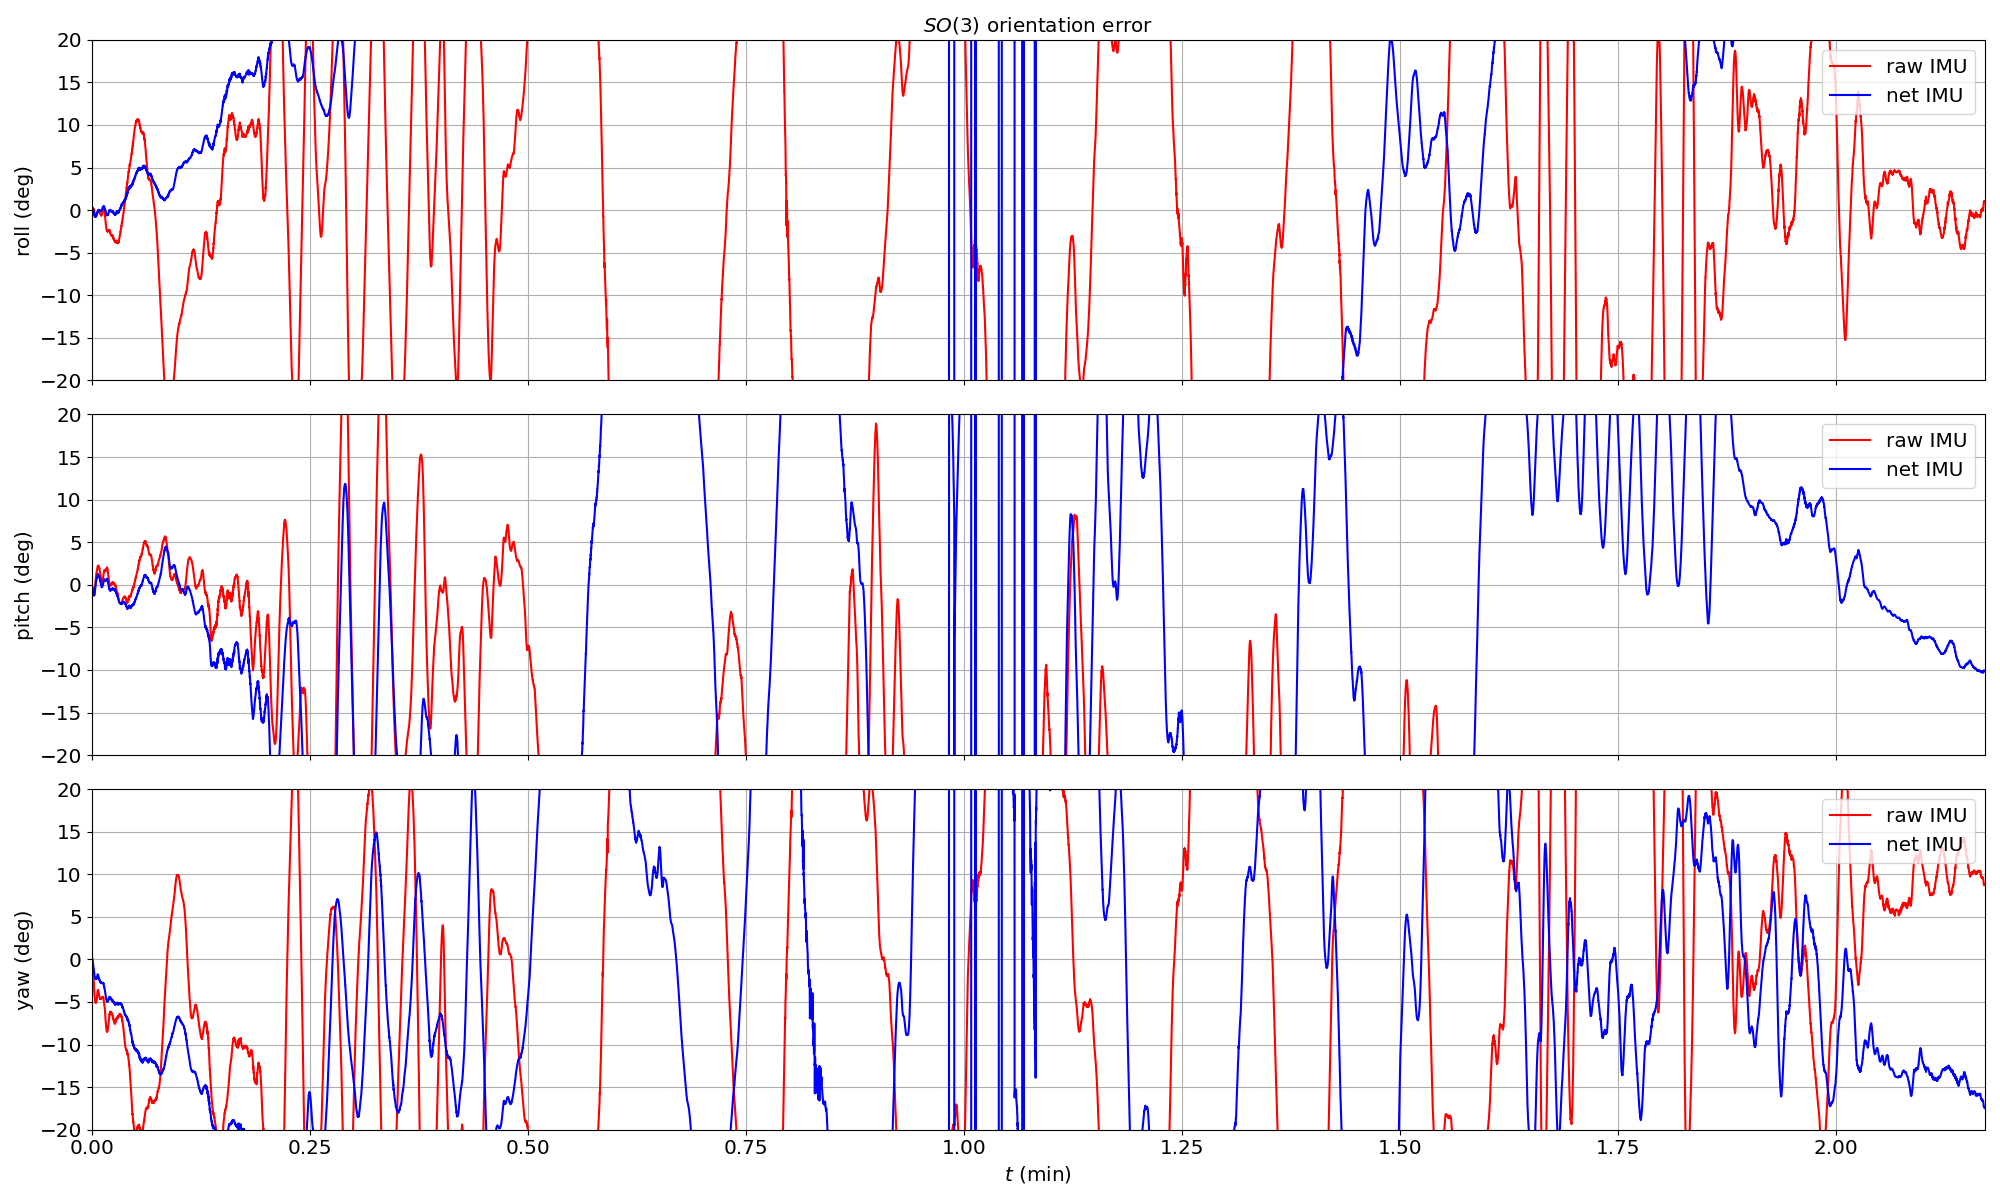 SO(3) orientation error
20
15
10
5
0
−5
−10
−15
−20
roll (deg)
raw IMU
net IMU
20
15
10
5
0
−5
−10
−15
−20
pitch (deg)
raw IMU
net IMU
20
15
10
5
0
−5
−10
−15
−20
yaw (deg)
raw IMU
net IMU
0.00 0.25 0.50 0.75 1.00 1.25 1.50 1.75 2.00
t (min)